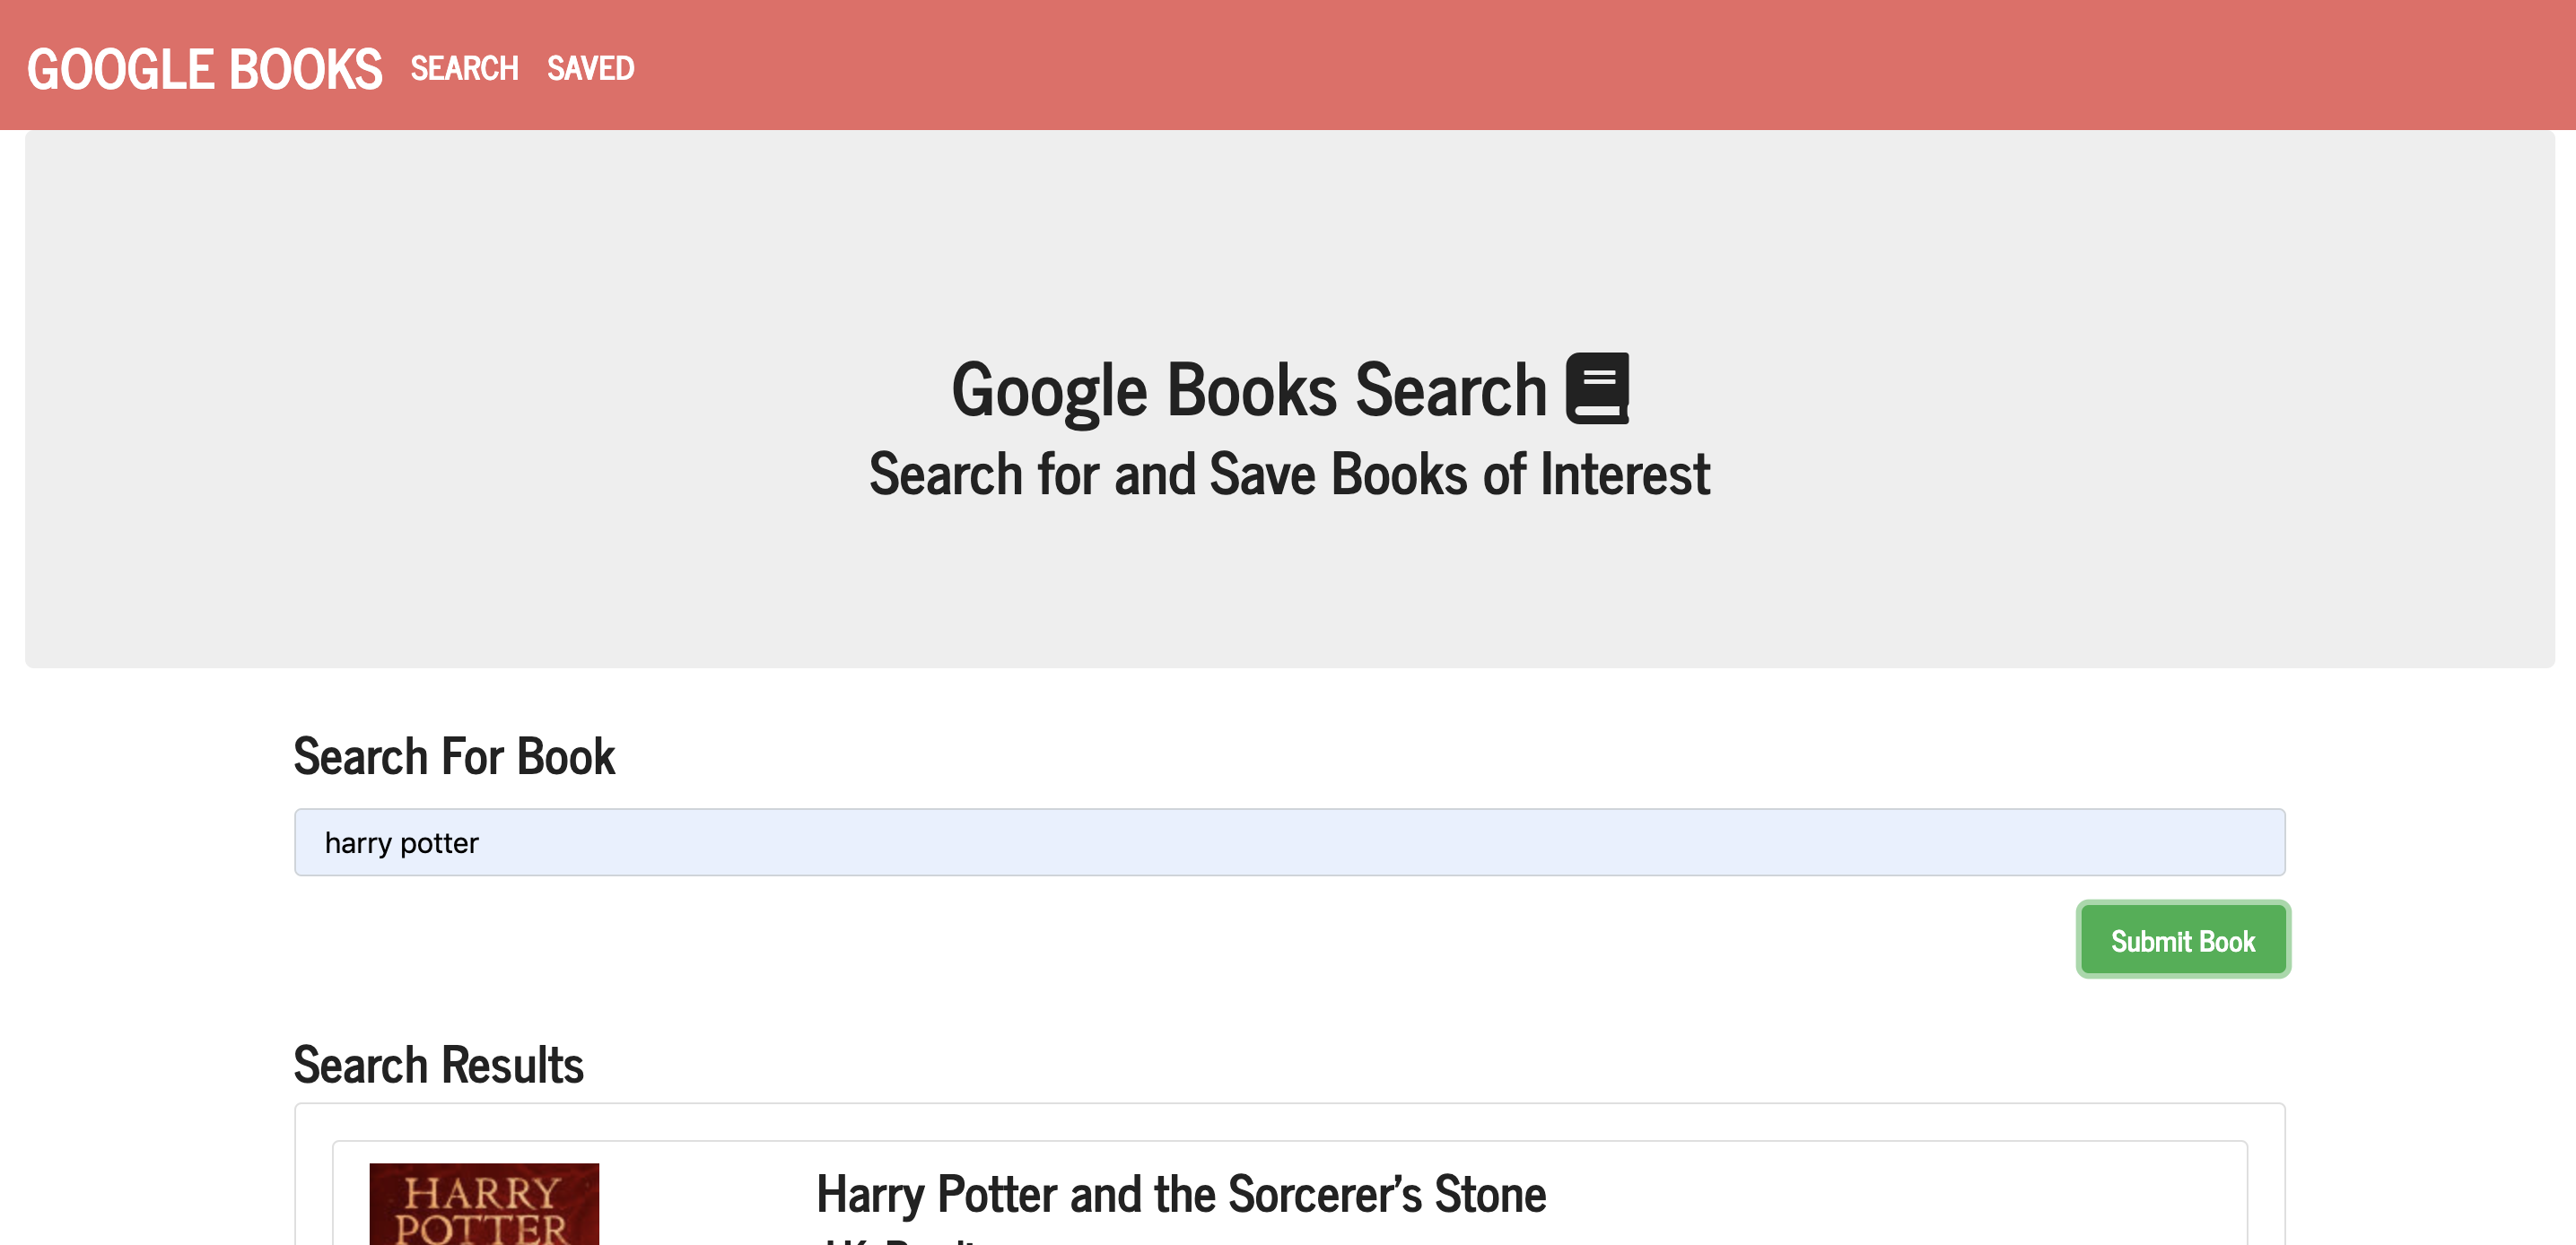 GOOGLE BOOKS SEARCH SAVED
Google Books Search
Search for and Save Books of Interest
Search For Book
harry potter
Submit Book
Search Results
HARRY
POTTER
Harry Potter and the Sorcerer's Stone